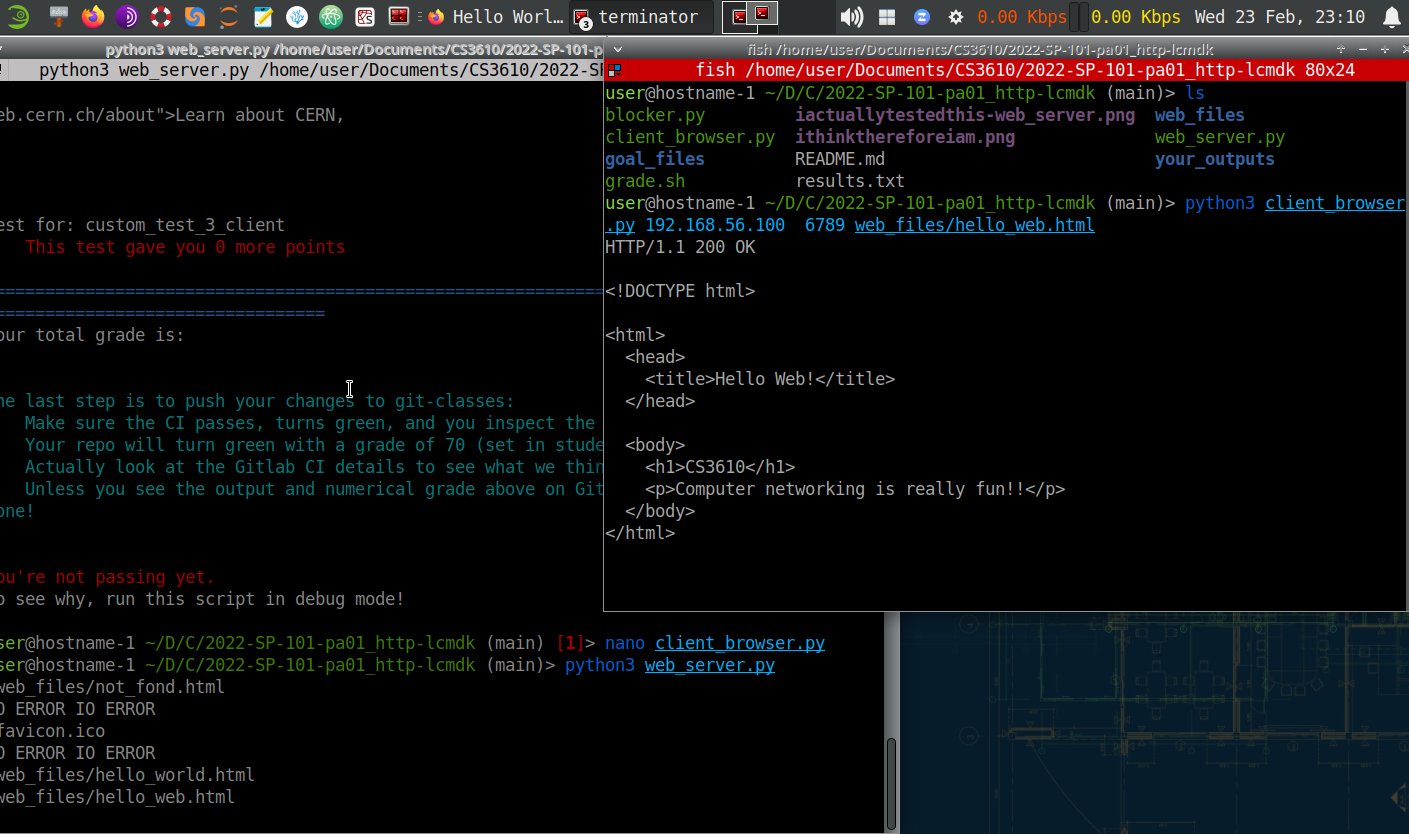 Hello Worl… terminator 3 0.00 Kbps 0.00 Kbps Wed 23 Feb, 23:10
python3 web_server.py /home/user/Documents/CS3610/2022-SP-101-p
python3 web_server.py /home/user/Documents/CS3610/2022-S
eb.cern.ch/about">Learn about CERN,
est for: custom_test_3_client
This test gave you 0 more points
================================================================================
=================================
our total grade is:
he last step is to push your changes to git-classes:
Make sure the CI passes, turns green, and you inspect the
Your repo will turn green with a grade of 70 (set in stude
Actually look at the Gitlab CI details to see what we thin
Unless you see the output and numerical grade above on Git
one!
ou're not passing yet.
o see why, run this script in debug mode!
ser@hostname-1 ~/D/C/2022-SP-101-pa01_http-lcmdk (main) [1]> nano client_browser.py
ser@hostname-1 ~/D/C/2022-SP-101-pa01_http-lcmdk (main)> python3 web_server.py
web_files/not_fond.html
O ERROR IO ERROR
favicon.ico
O ERROR IO ERROR
web_files/hello_world.html
web_files/hello_web.html
fish /home/user/Documents/CS3610/2022-SP-101-pa01_http-lcmdk
fish /home/user/Documents/CS3610/2022-SP-101-pa01_http-lcmdk 80x24
user@hostname-1 ~/D/C/2022-SP-101-pa01_http-lcmdk (main)> ls
blocker.py iactuallytestedthis-web_server.png web_files
client_browser.py ithinkthereforeiam.png web_server.py
goal_files README.md your_outputs
grade.sh results.txt
user@hostname-1 ~/D/C/2022-SP-101-pa01_http-lcmdk (main)> python3 client_browser
.py 192.168.56.100 6789 web_files/hello_web.html
HTTP/1.1 200 OK
<!DOCTYPE html>
<html>
<head>
<title>Hello Web!</title>
</head>
<body>
<h1>CS3610</h1>
<p>Computer networking is really fun!!</p>
</body>
</html>